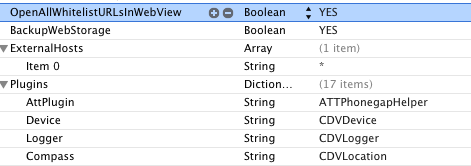 OpenAllWhitelistURLsInWebView Boolean YES
BackupWebStorage Boolean YES
ExternalHosts Array (1 item)
Item 0 String *
Plugins Diction... (17 items)
AttPlugin String ATTPhonegapHelper
Device String CDVDevice
Logger String CDVLogger
Compass String CDVLocation